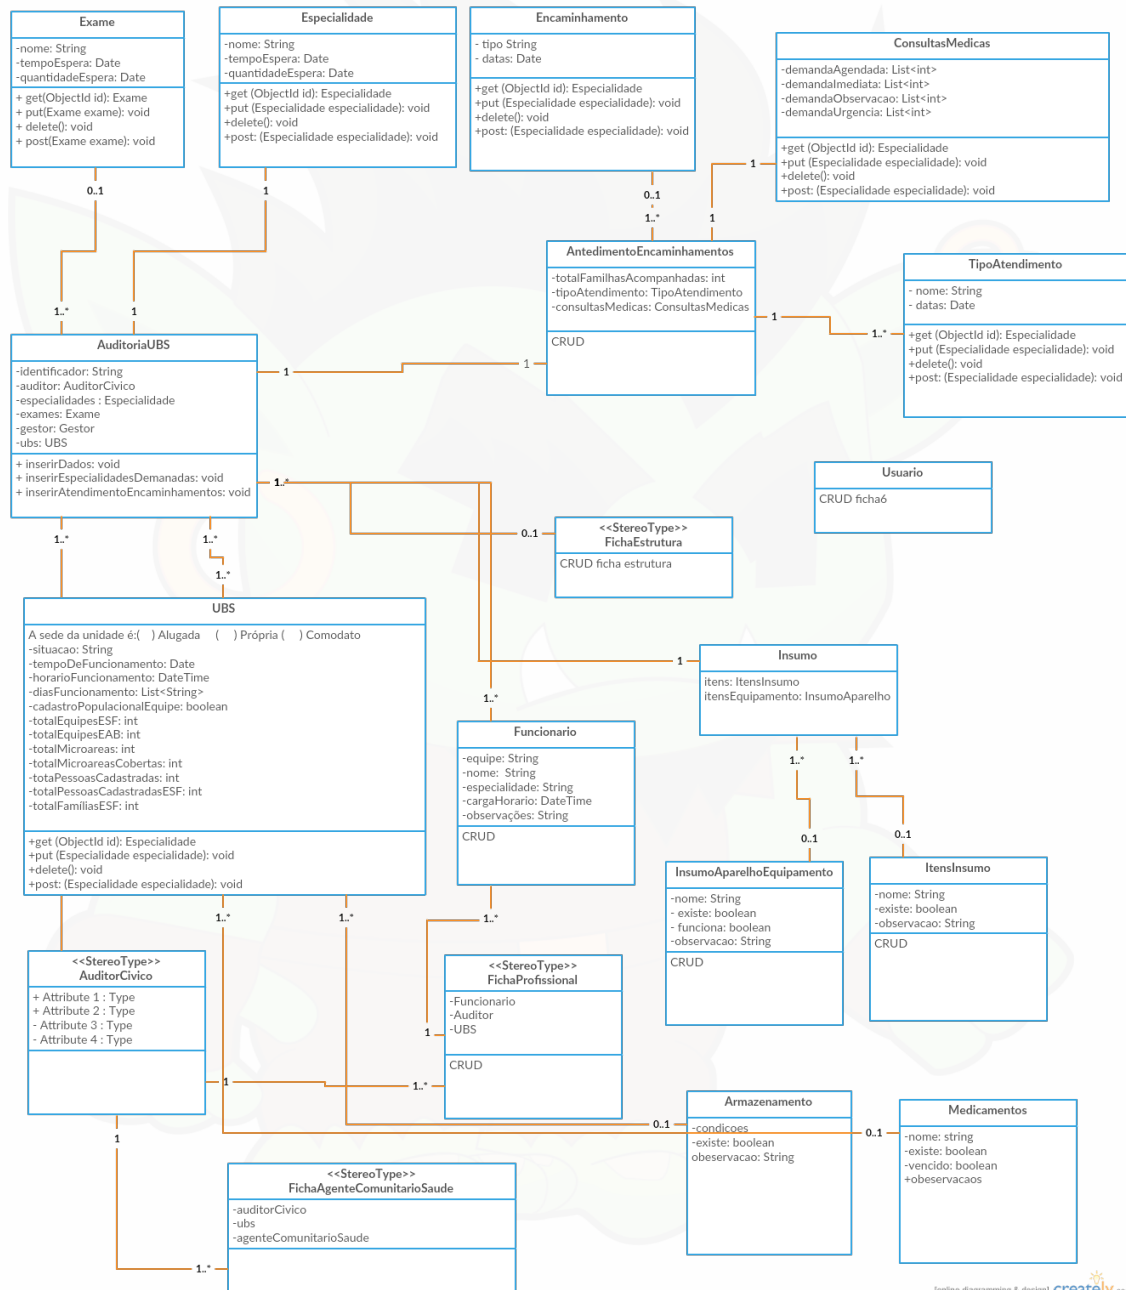 Exame
-nome: String
-tempoEspera: Date
-quantidadeEspera: Date
+ get(ObjectId id): Exame
+ put(Exame exame): void
+ delete(): void
+ post(Exame exame): void
0..1
Especialidade
-nome: String
-tempoEspera: Date
-quantidadeEspera: Date
+get (ObjectId id): Especialidade
+put (Especialidade especialidade): void
+delete(): void
+post: (Especialidade especialidade): void
1
Encaminhamento
- tipo String
- datas: Date
+get (ObjectId id): Especialidade
+put (Especialidade especialidade): void
+delete(): void
+post: (Especialidade especialidade): void
0..1
1..*
ConsultasMedicas
-demandaAgendada: List<int>
-demandaImediata: List<int>
-demandaObservacao: List<int>
-demandaUrgencia: List<int>
+get (ObjectId id): Especialidade
+put (Especialidade especialidade): void
+delete(): void
+post: (Especialidade especialidade): void
1
1
AntedimentoEncaminhamentos
-totalFamilhasAcompanhadas: int
-tipoAtendimento: TipoAtendimento
-consultasMedicas: ConsultasMedicas
CRUD
1
1..*
TipoAtendimento
- nome: String
- datas: Date
+get (ObjectId id): Especialidade
+put (Especialidade especialidade): void
+delete(): void
+post: (Especialidade especialidade): void
1..*
1
AuditoriaUBS
-identificador: String
-auditor: AuditorCivico
-especialidades : Especialidade
-exames: Exame
-gestor: Gestor
-ubs: UBS
+ inserirDados: void
+ inserirEspecialidadesDemanadas: void
+ inserirAtendimentoEncaminhamentos: void
1
1
1..*
Usuario
CRUD ficha6
0..1
<<StereoType>>
FichaEstrutura
CRUD ficha estrutura
1..*
1..*
1..*
UBS
A sede da unidade é:( ) Alugada ( ) Própria ( ) Comodato
-situacao: String
-tempoDeFuncionamento: Date
-horarioFuncionamento: DateTime
-diasFuncionamento: List<String>
-cadastroPopulacionalEquipe: boolean
-totalEquipesESF: int
-totalEquipesEAB: int
-totalMicroareas: int
-totalMicroareasCobertas: int
-totaPessoasCadastradas: int
-totalPessoasCadastradasESF: int
-totalFamíliasESF: int
+get (ObjectId id): Especialidade
+put (Especialidade especialidade): void
+delete(): void
+post: (Especialidade especialidade): void
1..*
1..*
1
Insumo
itens: ItensInsumo
itensEquipamento: InsumoAparelho
1..*
1..*
1..*
Funcionario
-equipe: String
-nome: String
-especialidade: String
-cargaHorario: DateTime
-observações: String
CRUD
1..*
0..1
0..1
InsumoAparelhoEquipamento
-nome: String
- existe: boolean
- funciona: boolean
-observacao: String
CRUD
ItensInsumo
-nome: String
-existe: boolean
-observacao: String
CRUD
<<StereoType>>
AuditorCivico
+ Attribute 1 : Type
+ Attribute 2 : Type
- Attribute 3 : Type
- Attribute 4 : Type
1
1..*
<<StereoType>>
FichaProfissional
-Funcionario
-Auditor
-UBS
CRUD
1
1
0..1
Armazenamento
-condicoes
-existe: boolean
obeservacao: String
0..1
Medicamentos
-nome: string
-existe: boolean
-vencido: boolean
+obeservacaos
1..*
<<StereoType>>
FichaAgenteComunitarioSaude
-auditorCivico
-ubs
-agenteComunitarioSaude
creately